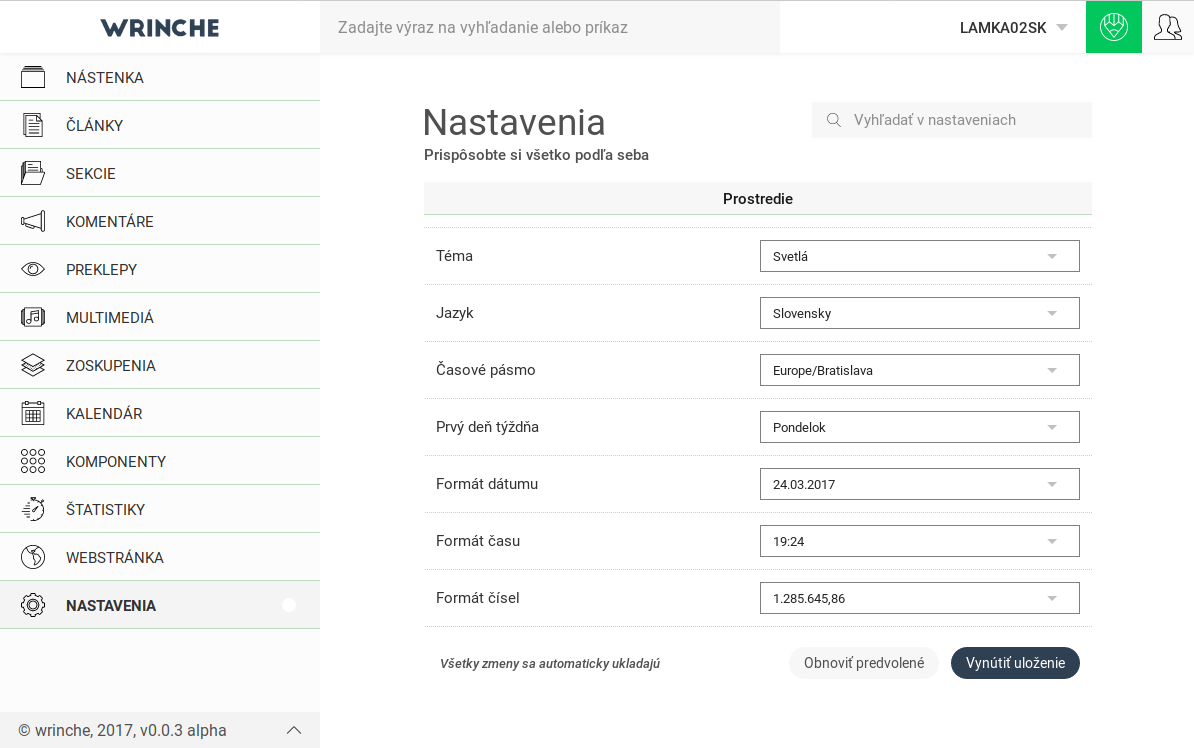 WRINCHE
Zadajte výraz na vyhľadanie alebo príkaz
LAMKA02SK
NÁSTENKA
ČLÁNKY
SEKCIE
KOMENTÁRE
PREKLEPY
MULTIMEDIÁ
ZOSKUPENIA
KALENDÁR
KOMPONENTY
ŠTATISTIKY
WEBSTRÁNKA
NASTAVENIA
© wrinche, 2017, v0.0.3 alpha
Nastavenia
Vyhľadať v nastaveniach
Prispôsobte si všetko podľa seba
Prostredie
Téma Svetlá
Jazyk Slovensky
Časové pásmo Europe/Bratislava
Prvý deň týždňa Pondelok
Formát dátumu 24.03.2017
Formát času 19:24
Formát čísel 1.285.645,86
Všetky zmeny sa automaticky ukladajú
Obnoviť predvolené
Vynútiť uloženie